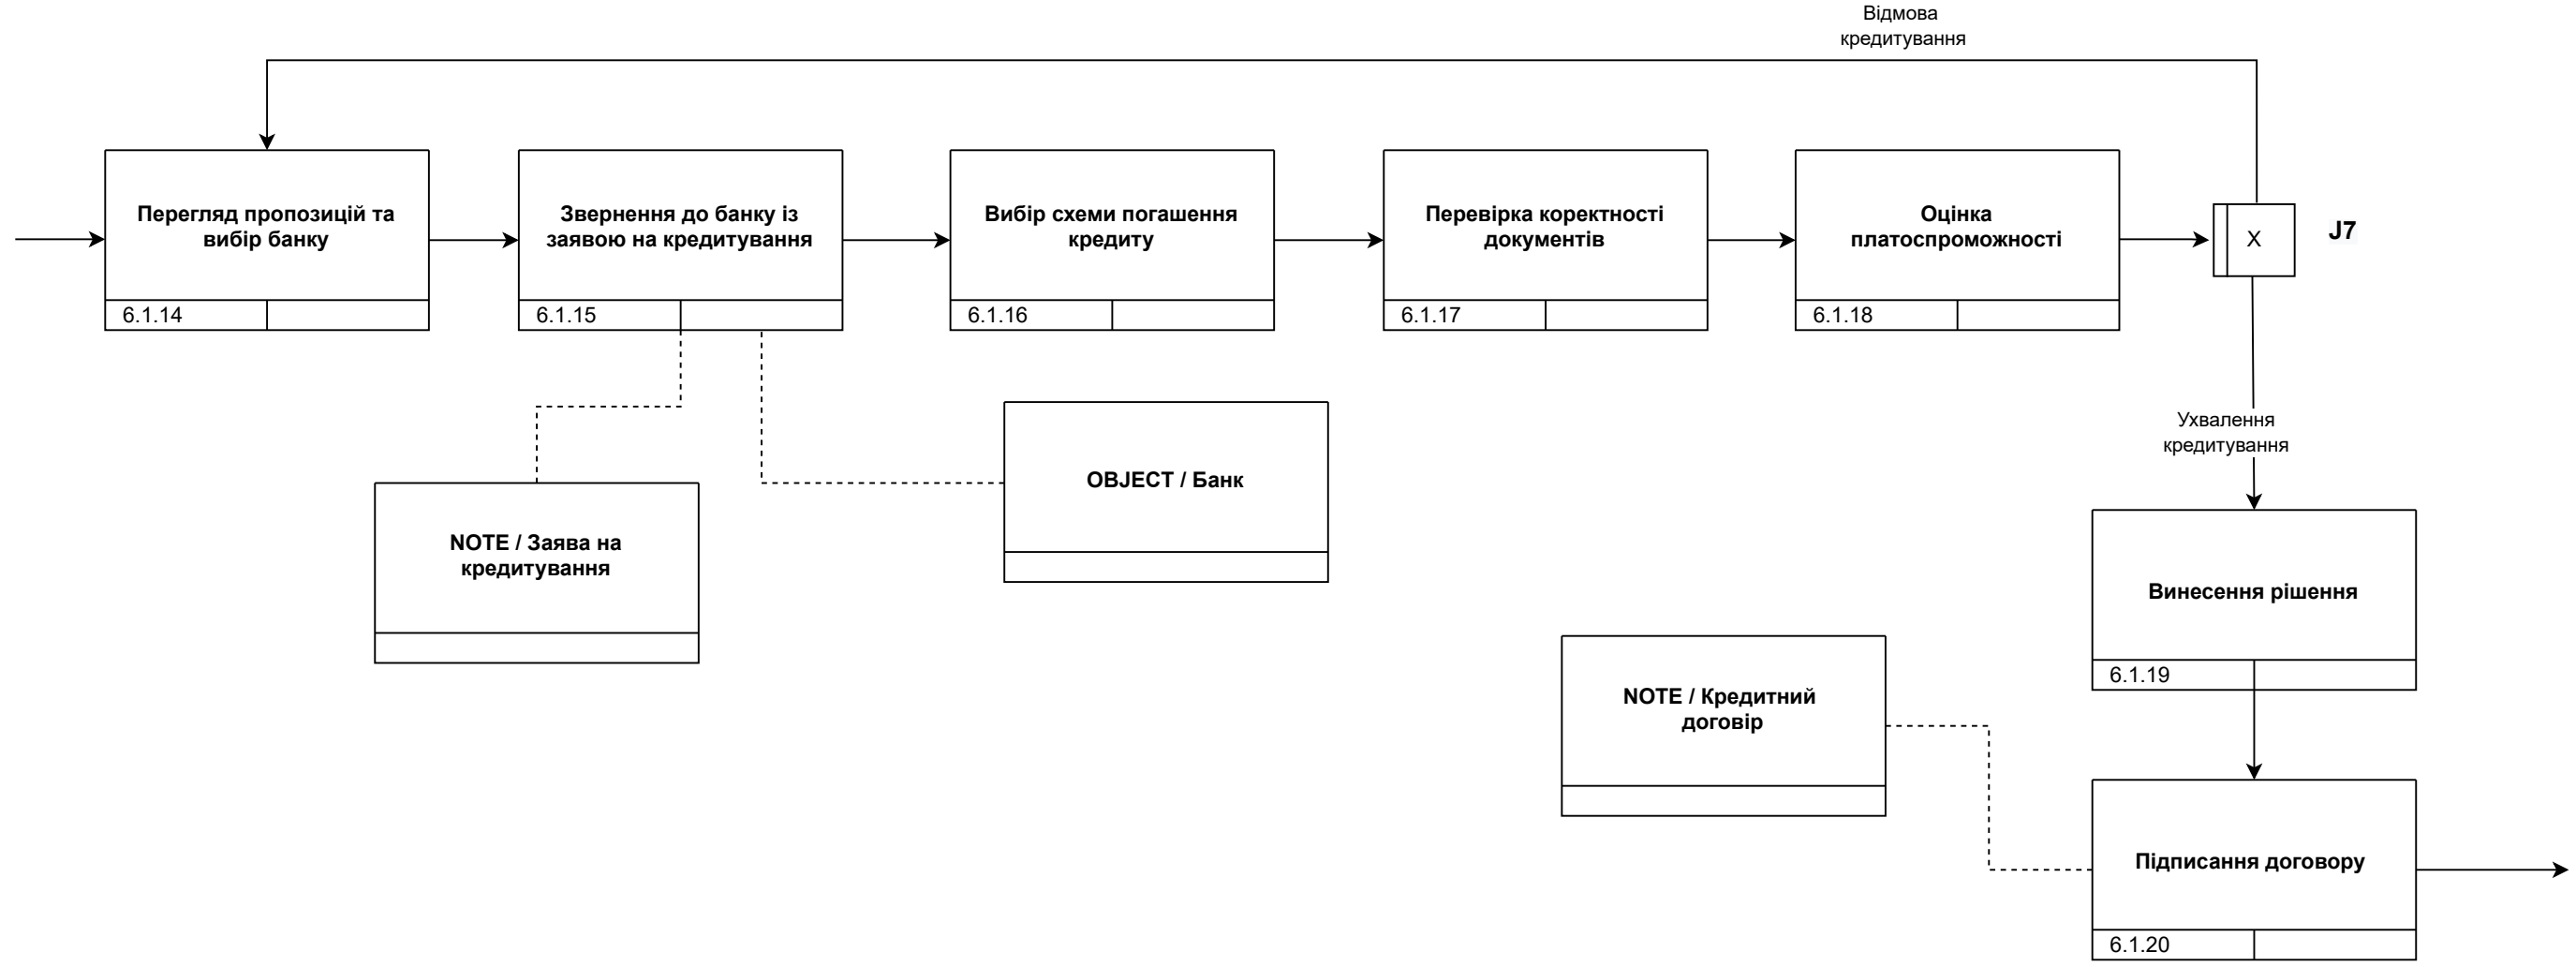 Відмова
кредитування
Перегляд пропозицій та
вибір банку
6.1.14
Звернення до банку із
заявою на кредитування
6.1.15
Вибір схеми погашення
кредиту
6.1.16
Перевірка коректності
документів
6.1.17
Оцінка
платоспроможності
6.1.18
X
J7
Ухвалення
кредитування
OBJECT / Банк
NOTE / Заява на
кредитування
Винесення рішення
6.1.19
NOTE / Кредитний
договір
Підписання договору
6.1.20